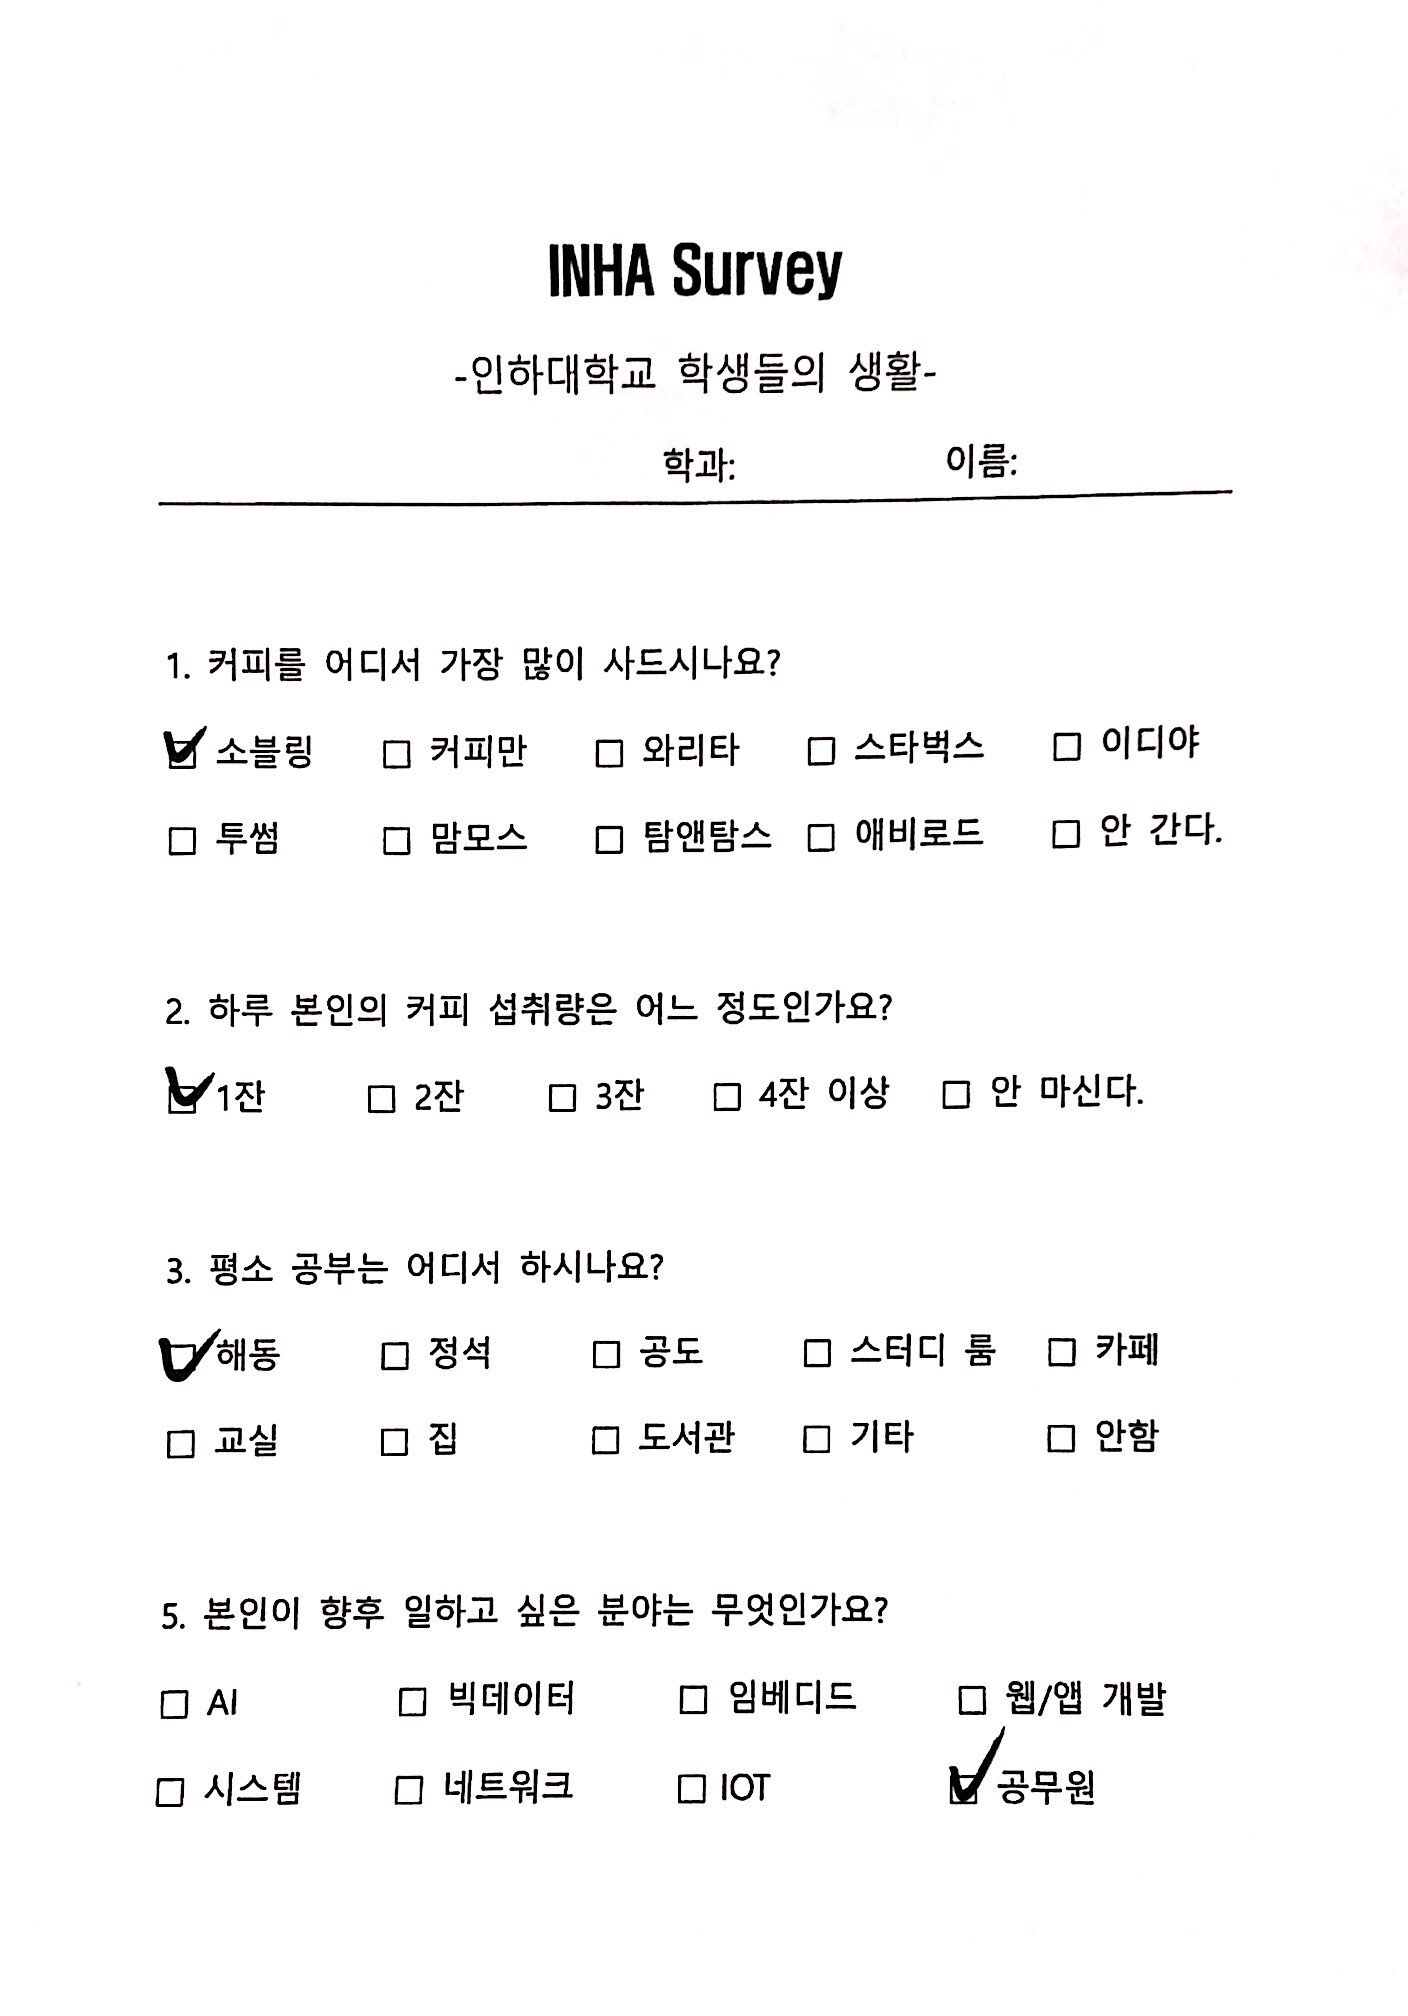 INHA Survey
-인하대학교 학생들의 생활-
학과: 이름:
1. 커피를 어디서 가장 많이 사드시나요?
☑ 소블링 ☐ 커피만 ☐ 와리타 ☐ 스타벅스 ☐ 이디야
☐ 투썸 ☐ 맘모스 ☐ 탐앤탐스 ☐ 애비로드 ☐ 안 간다.
2. 하루 본인의 커피 섭취량은 어느 정도인가요?
☑ 1잔 ☐ 2잔 ☐ 3잔 ☐ 4잔 이상 ☐ 안 마신다.
3. 평소 공부는 어디서 하시나요?
☑ 해동 ☐ 정석 ☐ 공도 ☐ 스터디 룸 ☐ 카페
☐ 교실 ☐ 집 ☐ 도서관 ☐ 기타 ☐ 안함
5. 본인이 향후 일하고 싶은 분야는 무엇인가요?
☐ AI ☐ 빅데이터 ☐ 임베디드 ☐ 웹/앱 개발
☐ 시스템 ☐ 네트워크 ☐ IOT ☑ 공무원